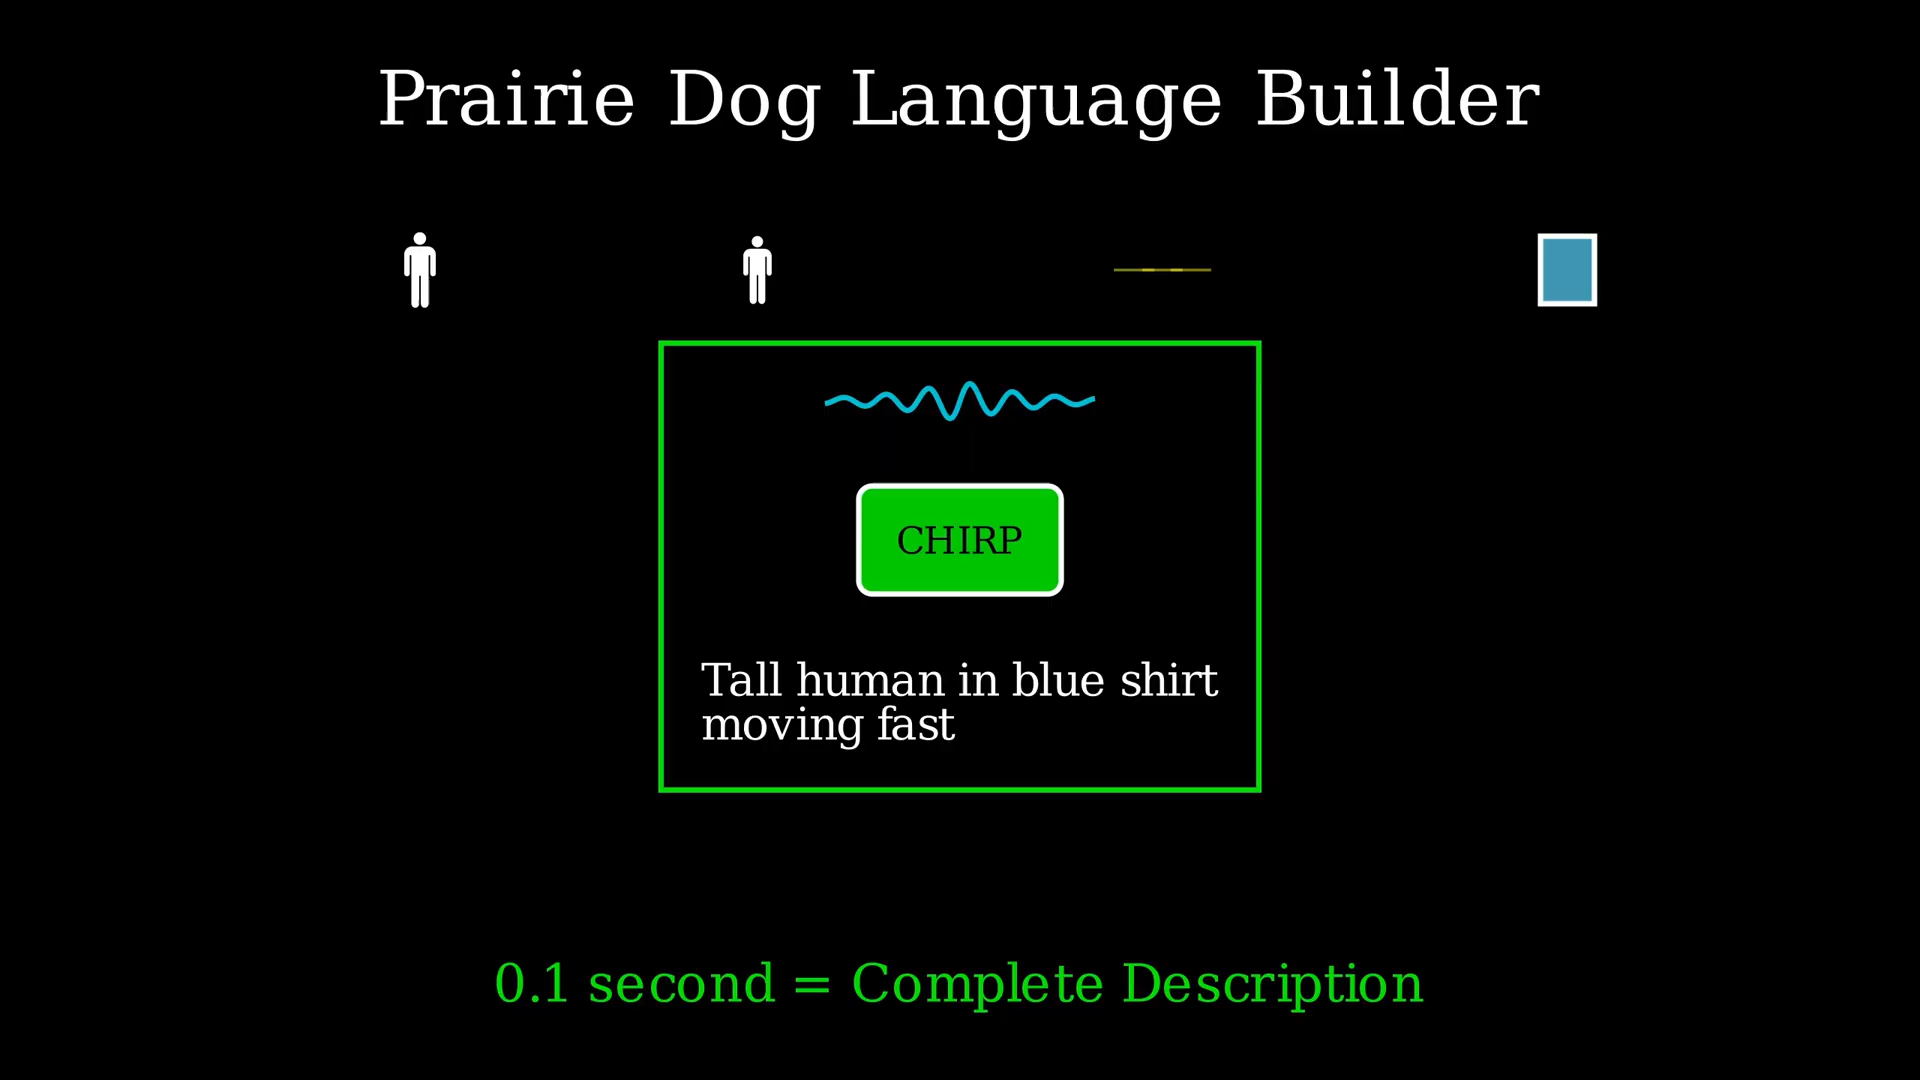 Prairie Dog Language Builder
CHIRP
Tall human in blue shirt
moving fast
0.1 second = Complete Description